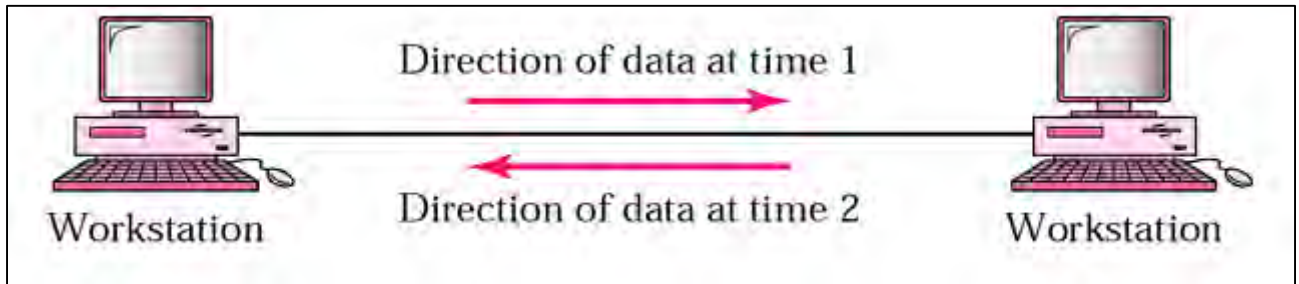 Direction of data at time 1
Direction of data at time 2
Workstation
Workstation